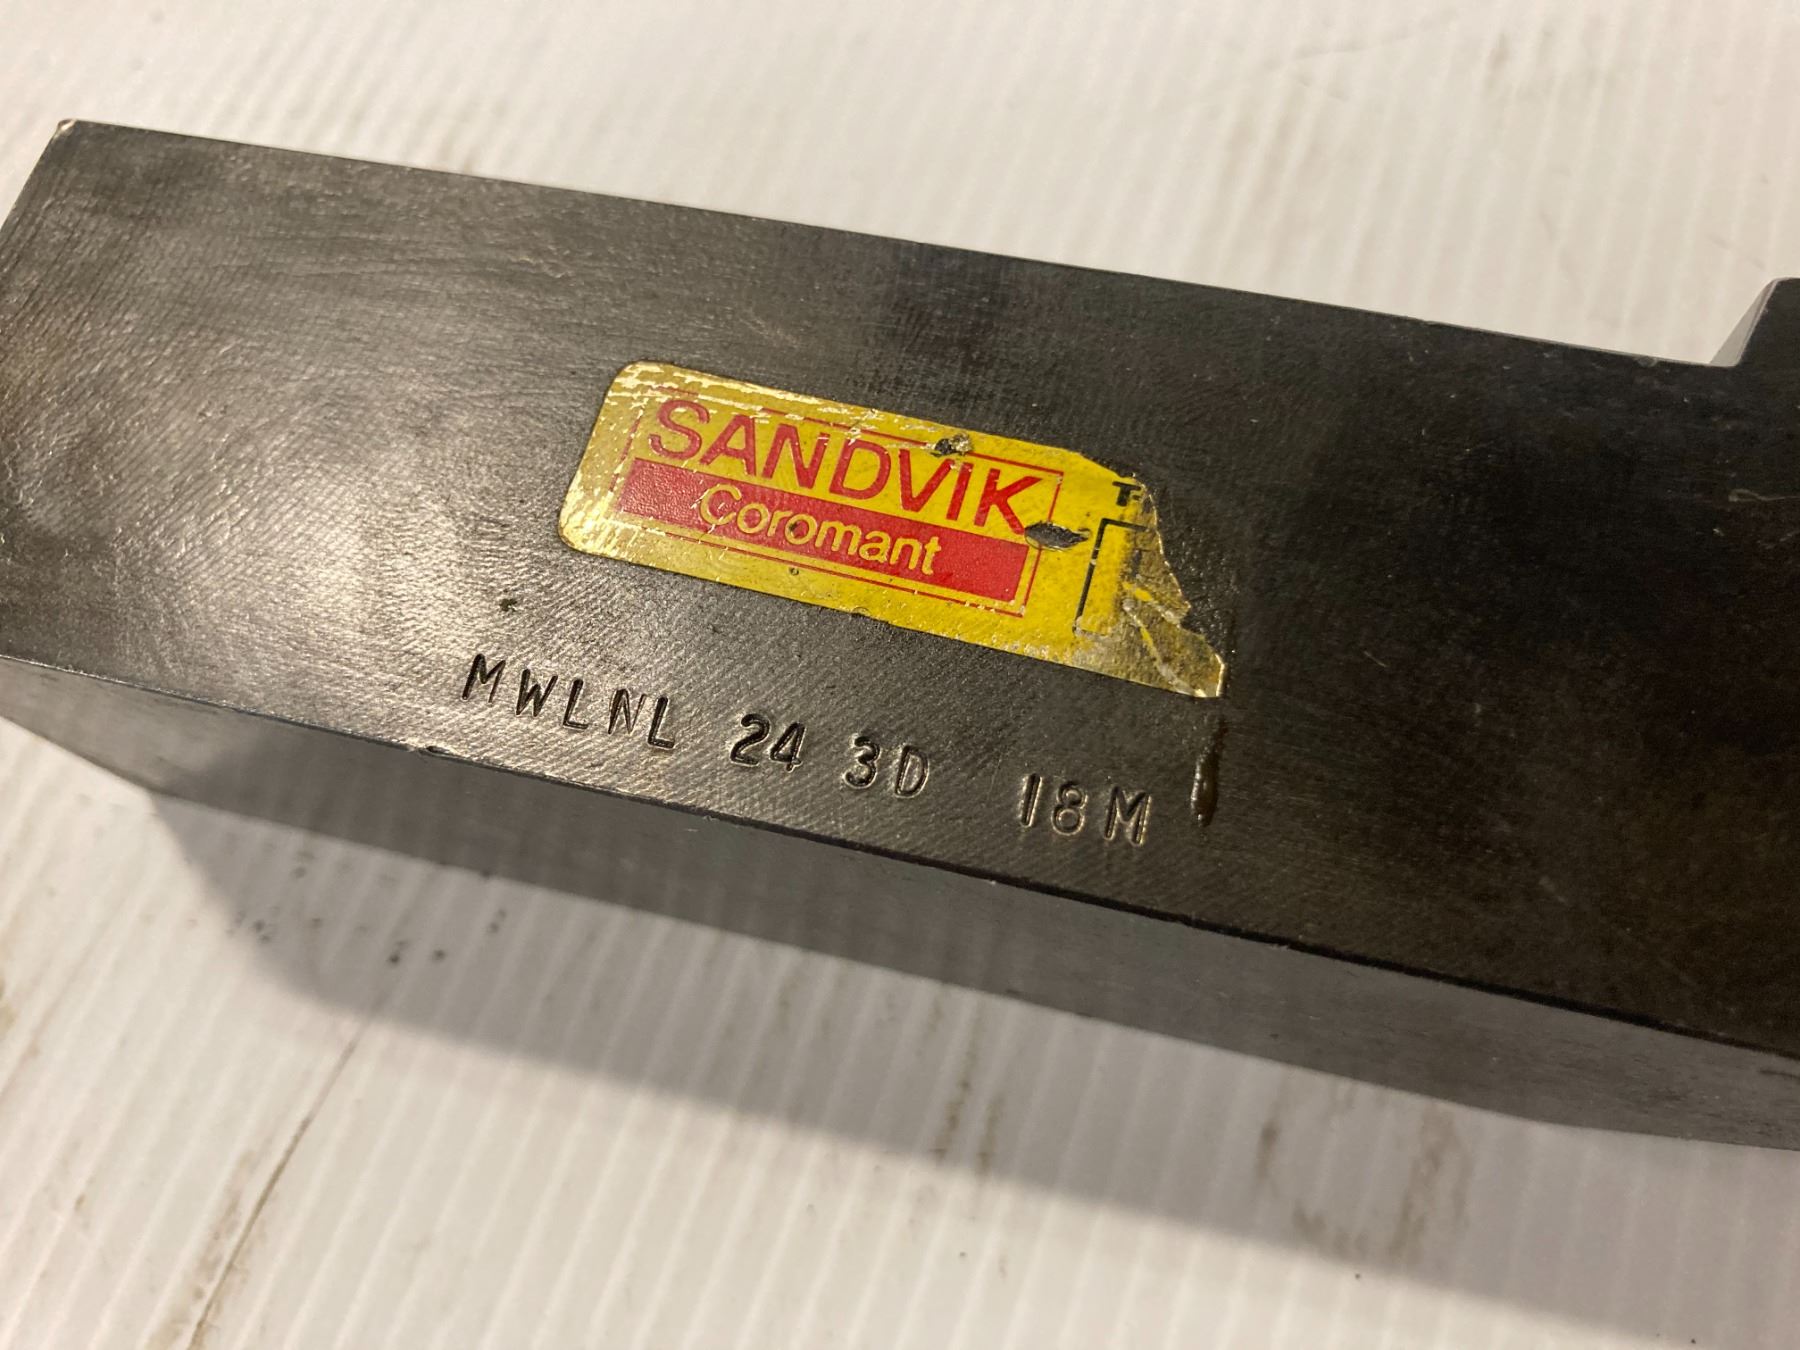 SANDVIK
Coromant
MWLNL 24 3D 18M